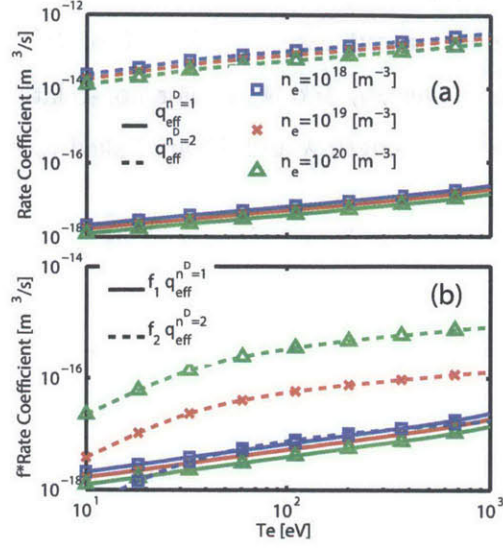 10^-12
10^-14
10^-16
10^-18
Rate Coefficient [m^3/s]
q_eff^{n^D=1}
q_eff^{n^D=2}
n_e=10^18 [m^-3]
n_e=10^19 [m^-3]
n_e=10^20 [m^-3]
(a)
10^-14
10^-16
10^-18
f*Rate Coefficient [m^3/s]
f_1 q_eff^{n^D=1}
f_2 q_eff^{n^D=2}
(b)
10^1
10^2
10^3
Te [eV]